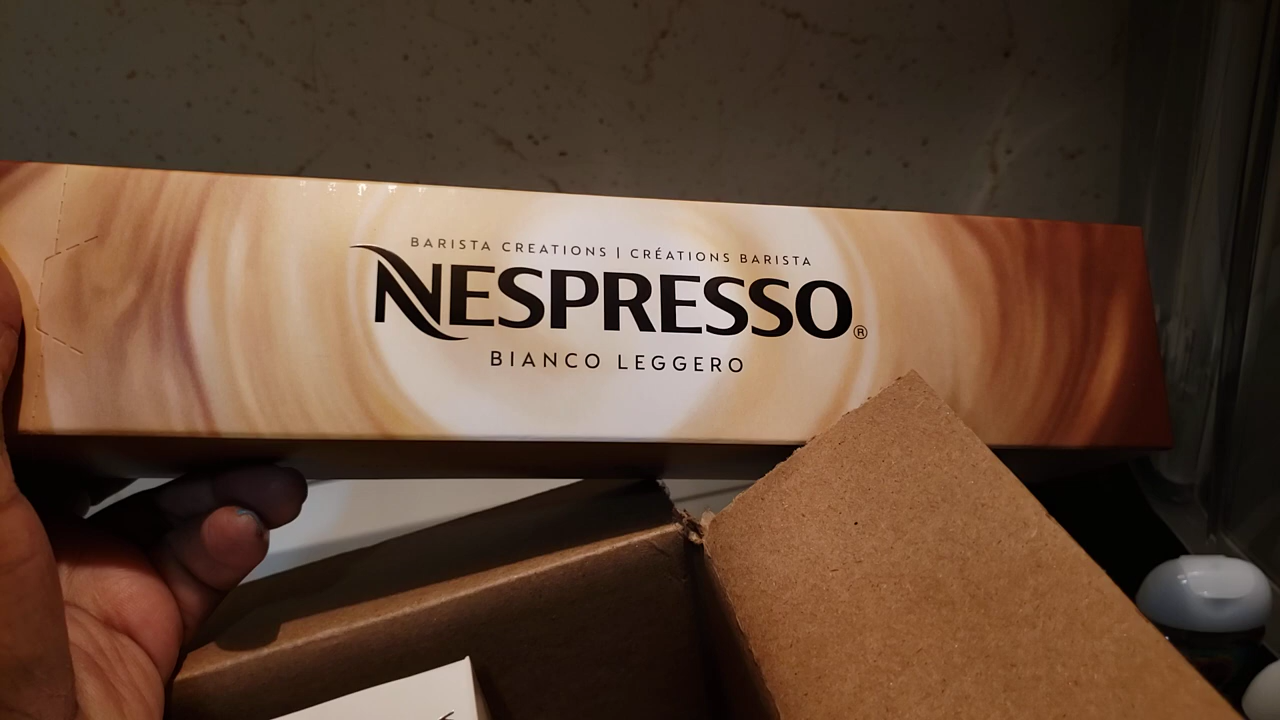 BARISTA CREATIONS | CRÉATIONS BARISTA
NESPRESSO®
BIANCO LEGGERO